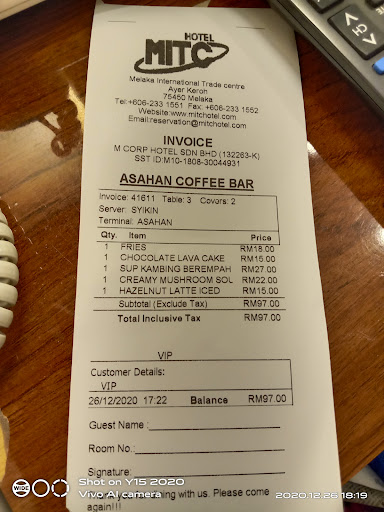 HOTEL
MITC
Melaka International Trade centre
Ayer Keroh
75450 Melaka
Tel:+606-233 1551 Fax: +606-233 1552
Website:www.mitchotel.com
Email:reservation@mitchotel.com
INVOICE
M CORP HOTEL SDN BHD (132263-K)
SST ID:M10-1808-30044931
ASAHAN COFFEE BAR
Invoice: 41611 Table: 3 Covers: 2
Server: SYIKIN
Terminal: ASAHAN
Qty. Item Price
1 FRIES RM18.00
1 CHOCOLATE LAVA CAKE RM15.00
1 SUP KAMBING BEREMPAH RM27.00
1 CREAMY MUSHROOM SOU RM22.00
1 HAZELNUT LATTE ICED RM15.00
Subtotal (Exclude Tax) RM97.00
Total Inclusive Tax RM97.00
VIP
Customer Details:
VIP
26/12/2020 17:22 Balance RM97.00
Guest Name :
Room No.:
Signature:
with us. Please come
again!!!
WIDE
Shot on Y15 2020
Vivo AI camera
2020.12.26 18:19